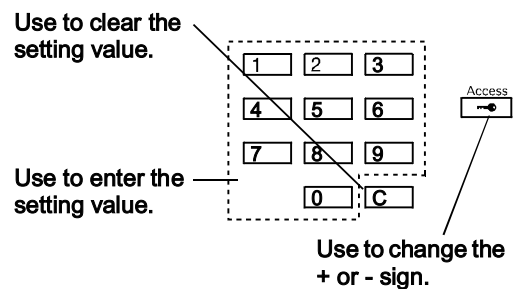 Use to clear the
setting value.
1 2 3
Access
4 5 6
7 8 9
Use to enter the
setting value.
0 C
Use to change the
+ or - sign.